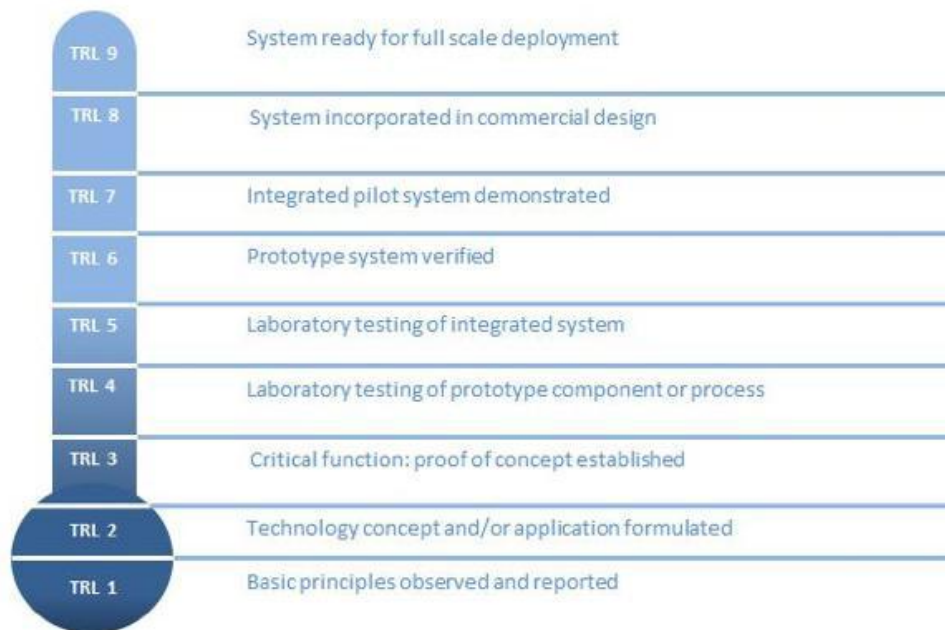 TRL 9 System ready for full scale deployment
TRL 8 System incorporated in commercial design
TRL 7 Integrated pilot system demonstrated
TRL 6 Prototype system verified
TRL 5 Laboratory testing of integrated system
TRL 4 Laboratory testing of prototype component or process
TRL 3 Critical function: proof of concept established
TRL 2 Technology concept and/or application formulated
TRL 1 Basic principles observed and reported